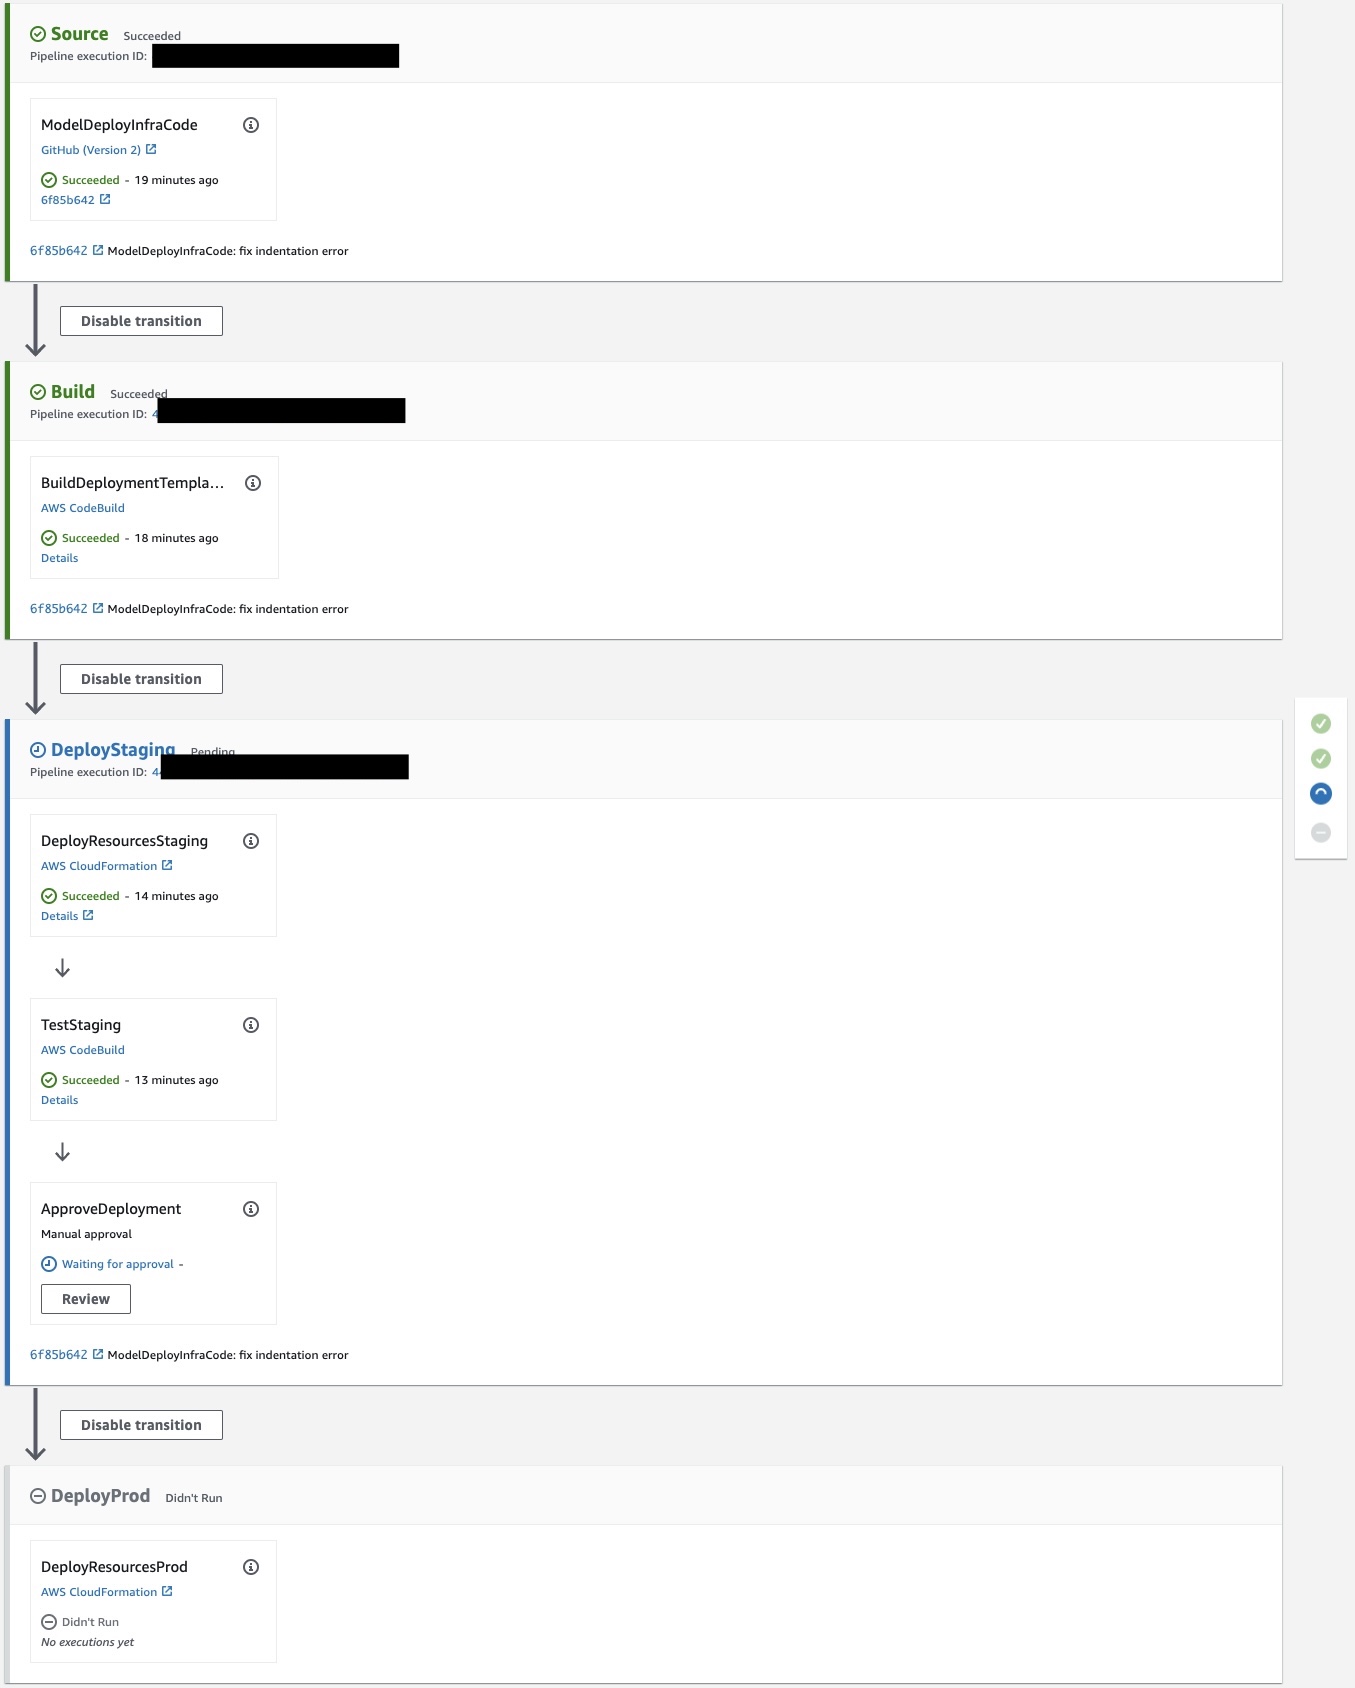 Source Succeeded
Pipeline execution ID:
ModelDeployInfraCode
GitHub (Version 2)
Succeeded - 19 minutes ago
6f85b642
6f85b642 ModelDeployInfraCode: fix indentation error
Disable transition
Build Succeeded
Pipeline execution ID: 4
BuildDeploymentTempla...
AWS CodeBuild
Succeeded - 18 minutes ago
Details
6f85b642 ModelDeployInfraCode: fix indentation error
Disable transition
DeployStaging Pending
Pipeline execution ID: 44
DeployResourcesStaging
AWS CloudFormation
Succeeded - 14 minutes ago
Details
TestStaging
AWS CodeBuild
Succeeded - 13 minutes ago
Details
ApproveDeployment
Manual approval
Waiting for approval -
Review
6f85b642 ModelDeployInfraCode: fix indentation error
Disable transition
DeployProd Didn't Run
DeployResourcesProd
AWS CloudFormation
Didn't Run
No executions yet